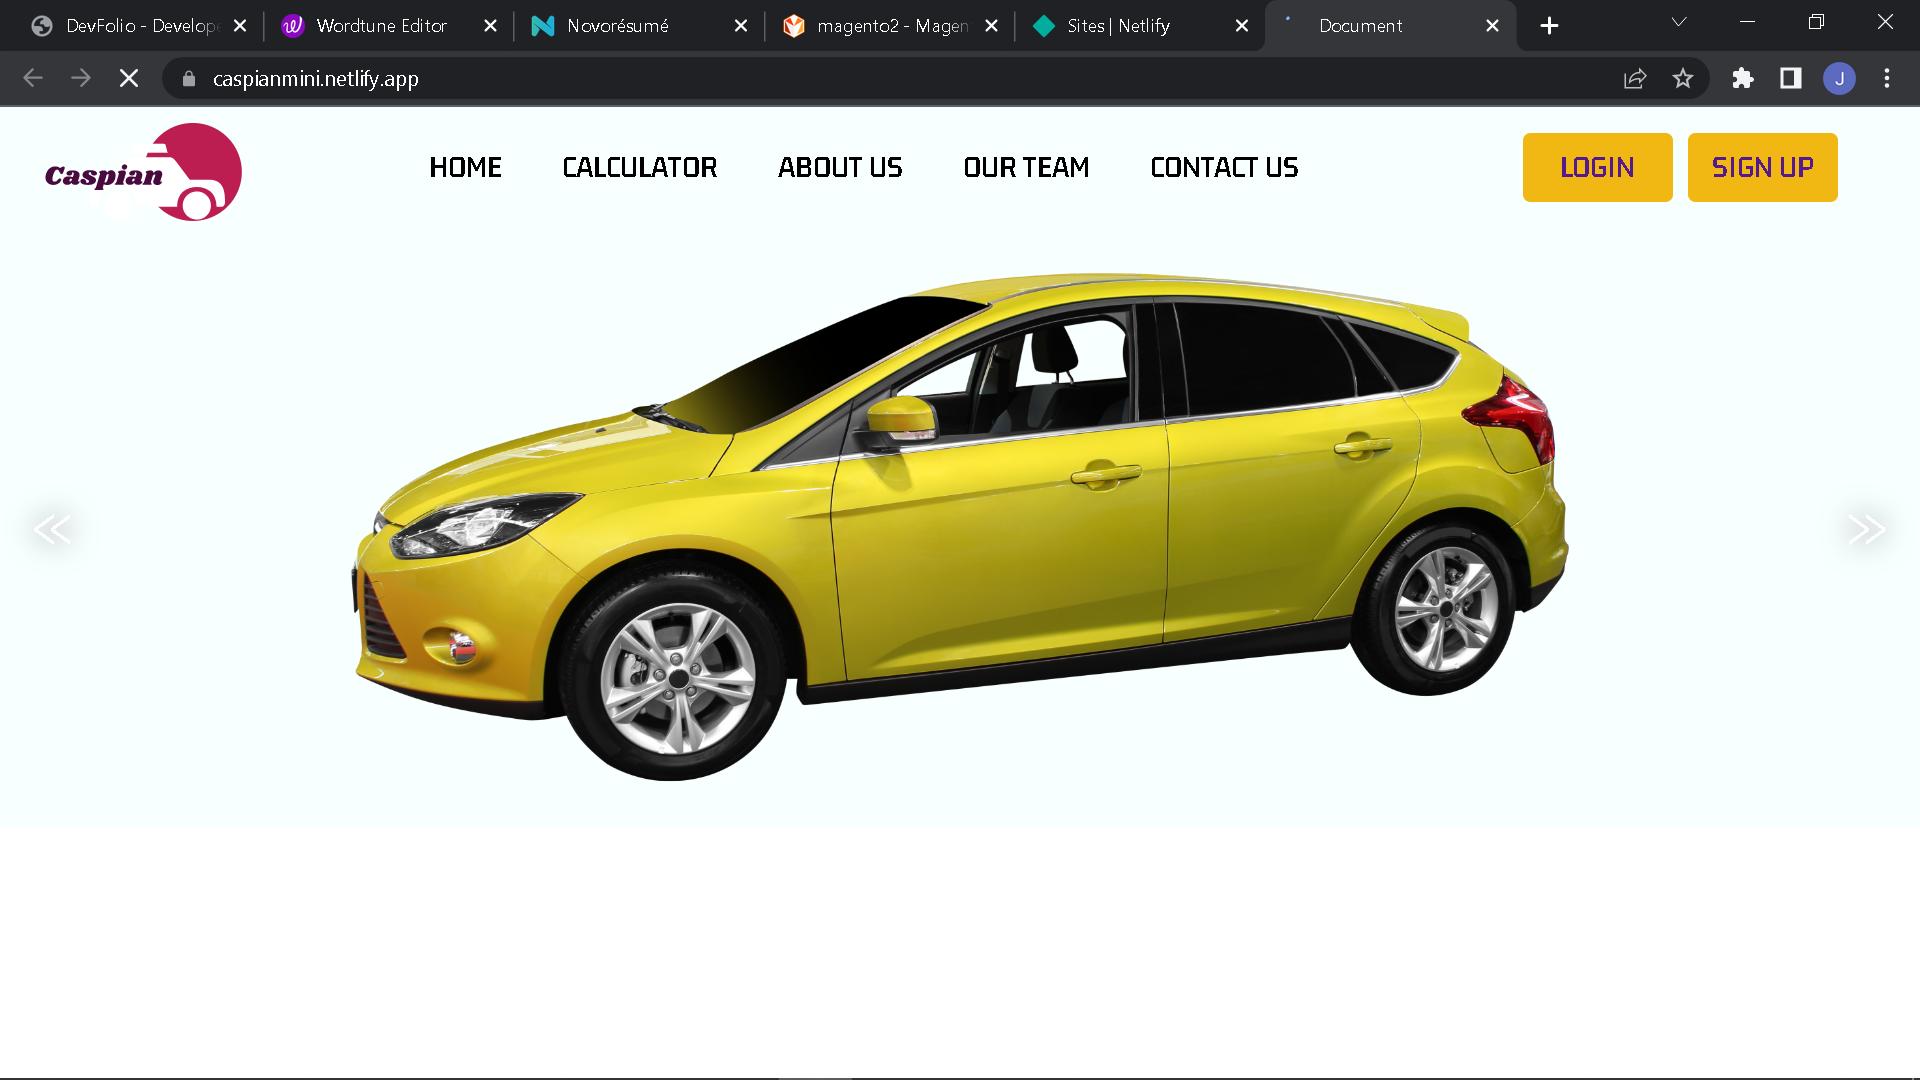 DevFolio - Develope
Wordtune Editor
Novorésumé
magento2 - Magen
Sites | Netlify
Document
caspianmini.netlify.app
J
Caspian
HOME
CALCULATOR
ABOUT US
OUR TEAM
CONTACT US
LOGIN
SIGN UP